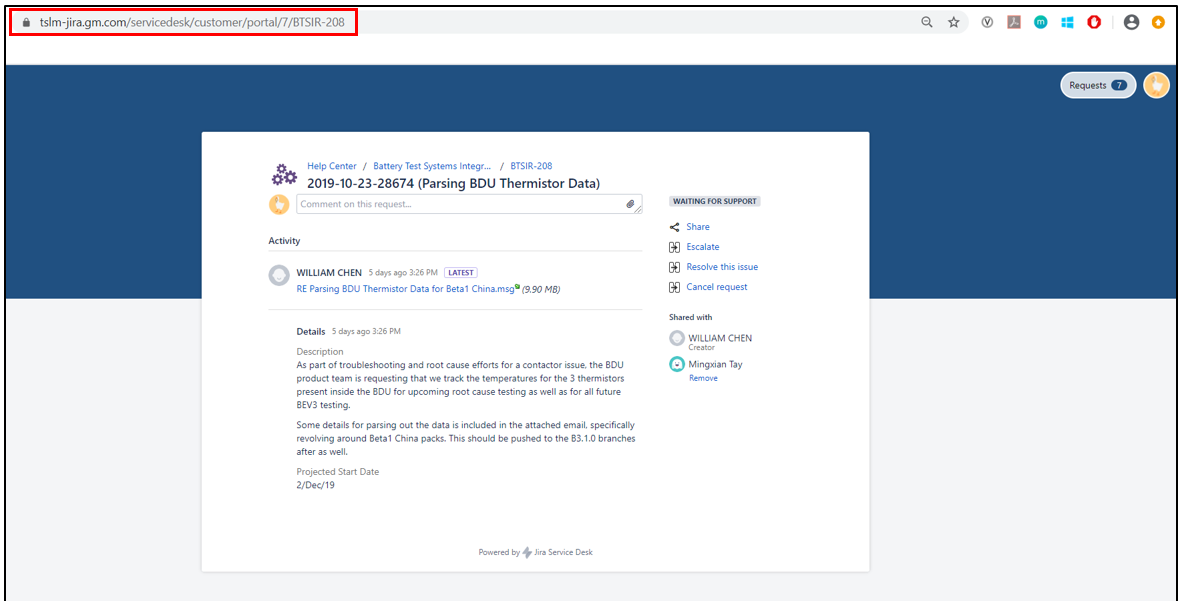 tslm-jira.gm.com/servicedesk/customer/portal/7/BTSIR-208
Requests 7
Help Center / Battery Test Systems Integr... / BTSIR-208
2019-10-23-28674 (Parsing BDU Thermistor Data)
Comment on this request...
Activity
WILLIAM CHEN 5 days ago 3:26 PM LATEST
RE Parsing BDU Thermistor Data for Beta1 China.msg (9.90 MB)
Details 5 days ago 3:26 PM
Description
As part of troubleshooting and root cause efforts for a contactor issue, the BDU
product team is requesting that we track the temperatures for the 3 thermistors
present inside the BDU for upcoming root cause testing as well as for all future
BEV3 testing.
Some details for parsing out the data is included in the attached email, specifically
revolving around Beta1 China packs. This should be pushed to the B3.1.0 branches
after as well.
Projected Start Date
2/Dec/19
WAITING FOR SUPPORT
Share
Escalate
Resolve this issue
Cancel request
Shared with
WILLIAM CHEN
Creator
Mingxian Tay
Remove
Powered by Jira Service Desk